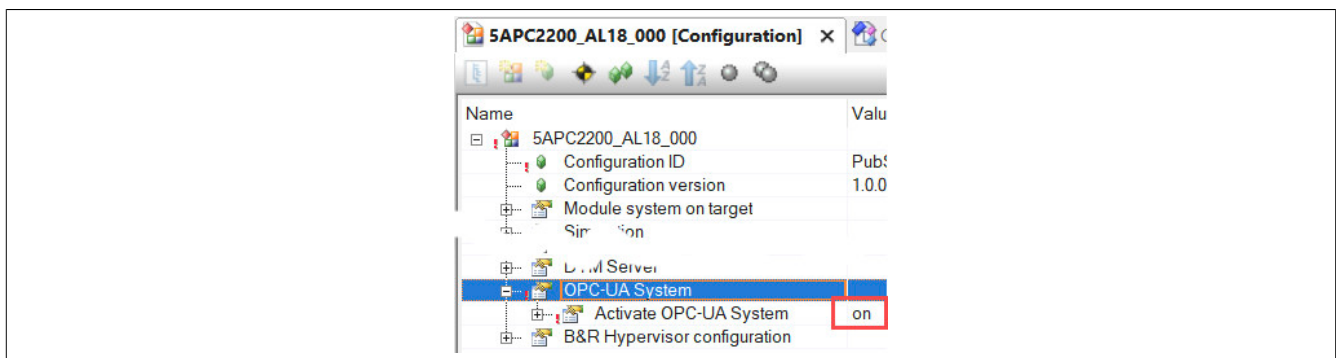 5APC2200_AL18_000 [Configuration]
Name Valu
5APC2200_AL18_000
Configuration ID PubS
Configuration version 1.0.0
Module system on target
Server
OPC-UA System
Activate OPC-UA System on
B&R Hypervisor configuration